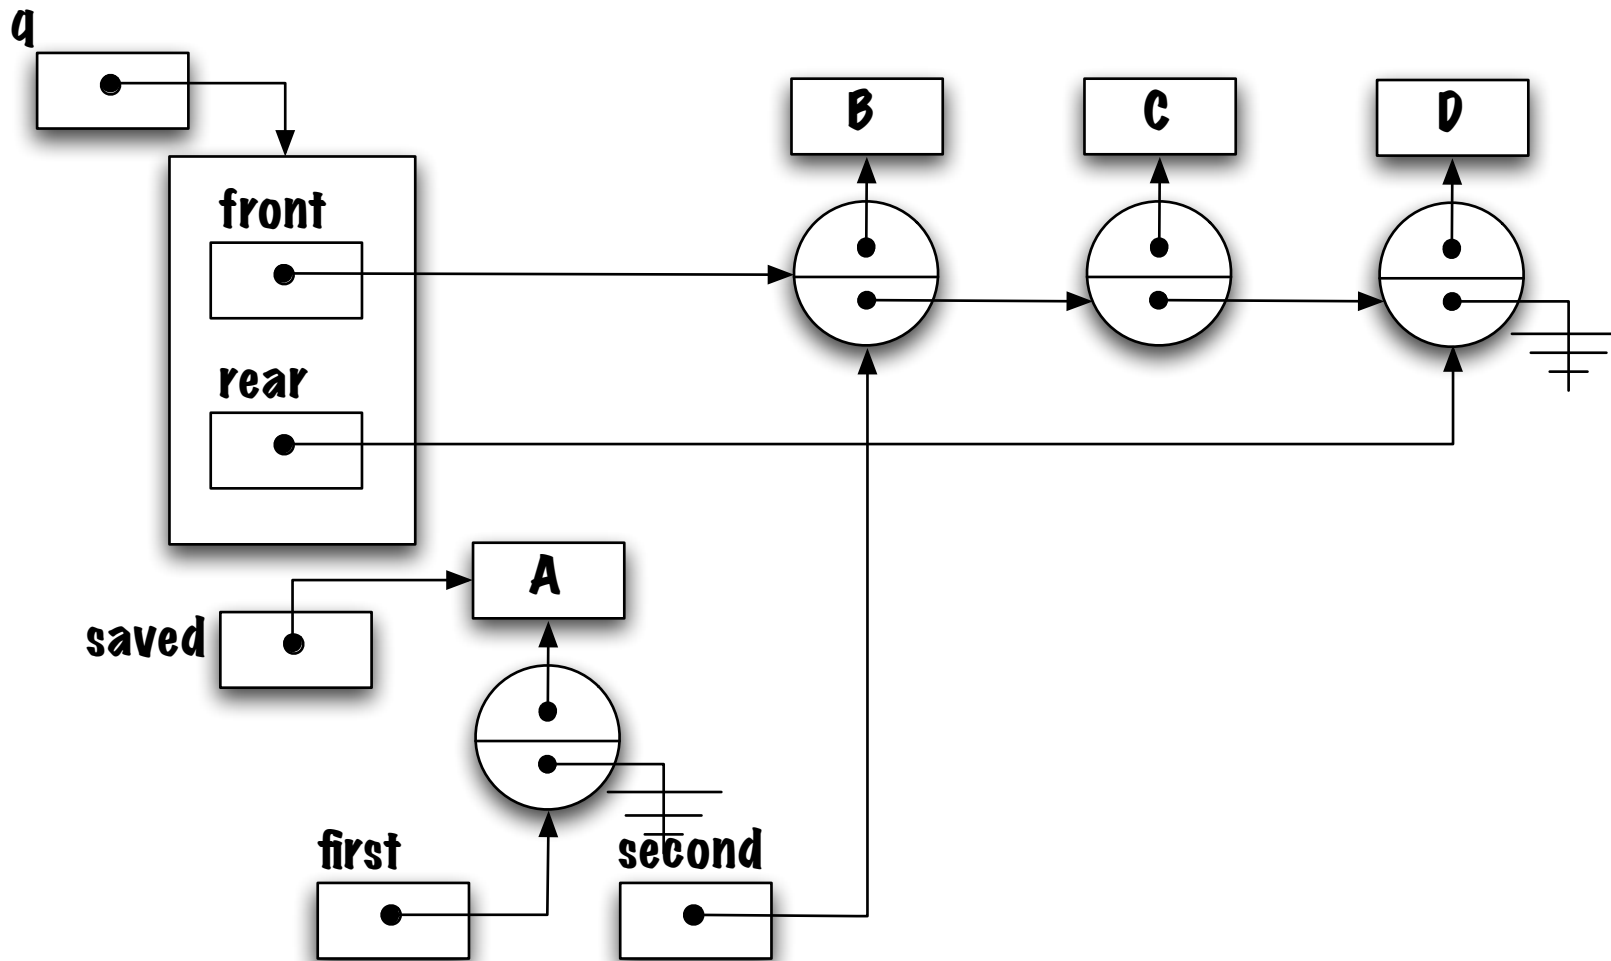 q
B
C
D
front
rear
A
saved
first
second